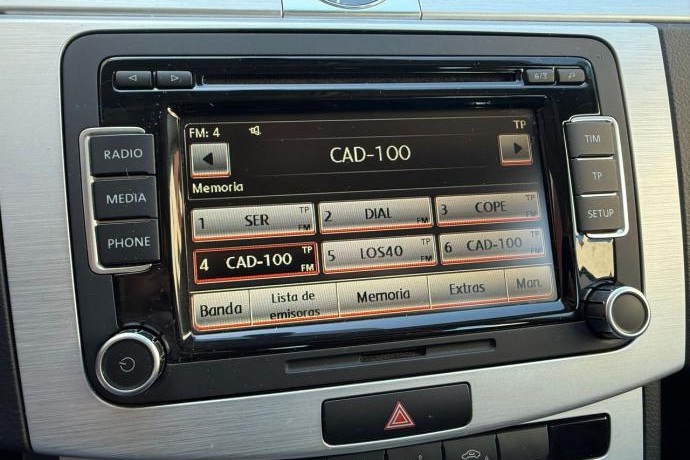 RADIO
MEDIA
PHONE
FM: 4 TP
CAD-100
Memoria
1 SER TP FM
2 DIAL TP FM
3 COPE TP FM
4 CAD-100 TP FM
5 LOS40 TP FM
6 CAD-100 TP FM
Banda
Lista de
emisoras
Memoria
Extras
Man.
TIM
TP
SETUP